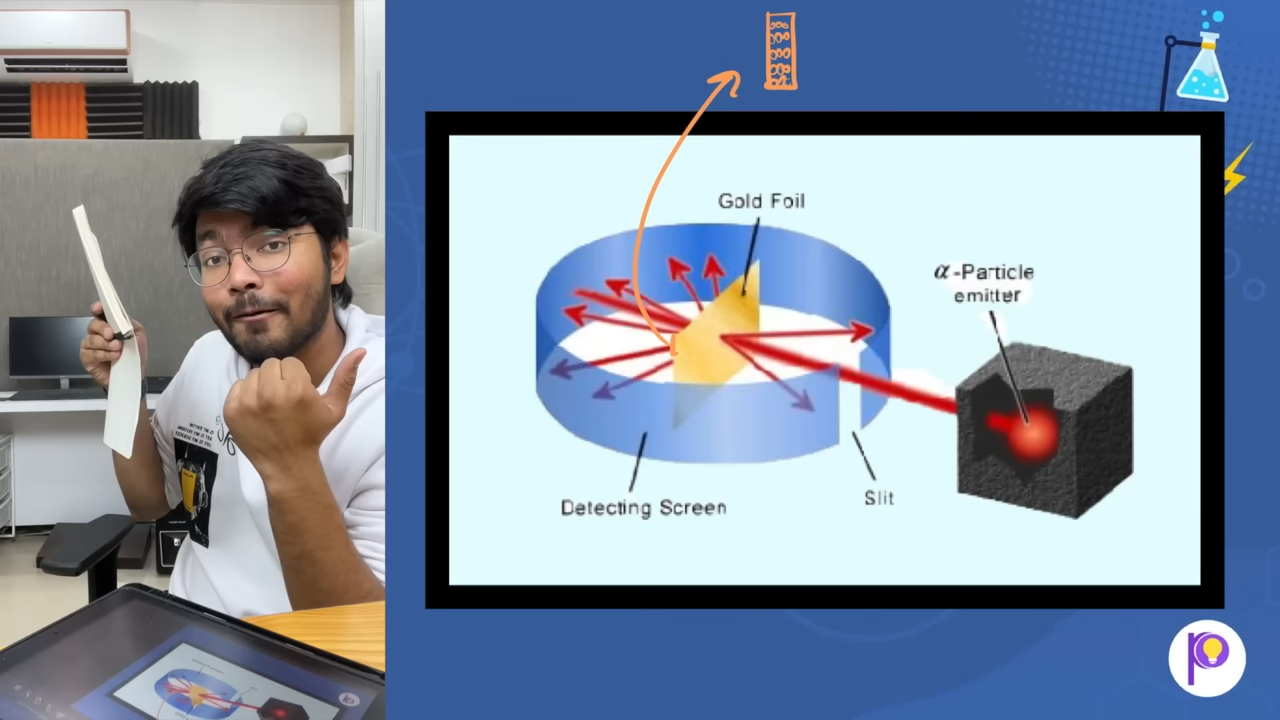 Gold Foil
α-Particle
emitter
Detecting Screen
Slit